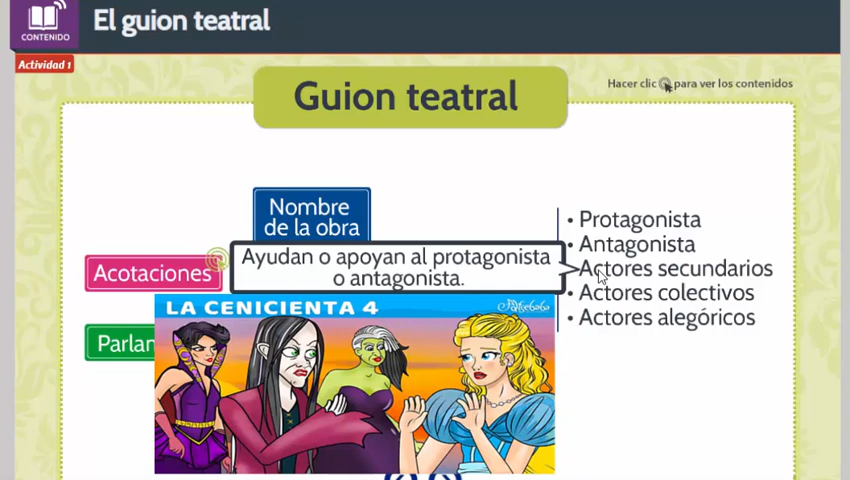 CONTENIDO
El guion teatral
Actividad 1
Guion teatral
Hacer clic para ver los contenidos
Nombre
de la obra
Acotaciones
Ayudan o apoyan al protagonista
o antagonista.
• Protagonista
• Antagonista
Actores secundarios
• Actores colectivos
• Actores alegóricos
Parlam
LA CENICIENTA 4